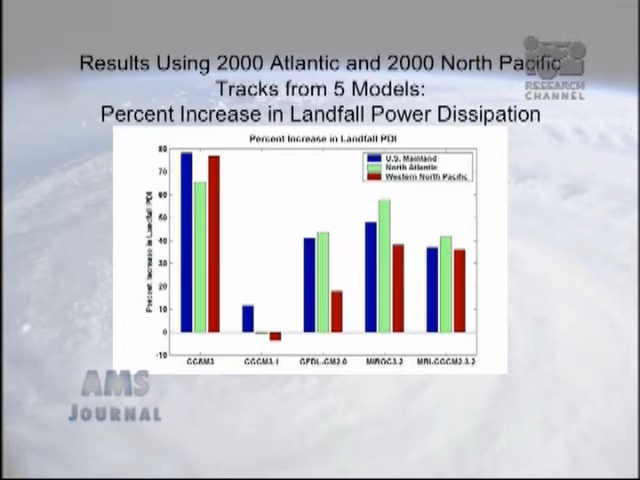 Results Using 2000 Atlantic and 2000 North Pacific
Tracks from 5 Models:
Percent Increase in Landfall Power Dissipation
RESEARCH
CHANNEL
Percent Increase in Landfall PDI
Percent Increase in Landfall PDI
80
70
60
50
40
30
20
10
0
-10
U.S. Mainland
North Atlantic
Western North Pacific
CCSM3
CGCM3.1
GFDL-CM2.0
MIROC3.2
MRI-CGCM2.3.2
AMS
JOURNAL